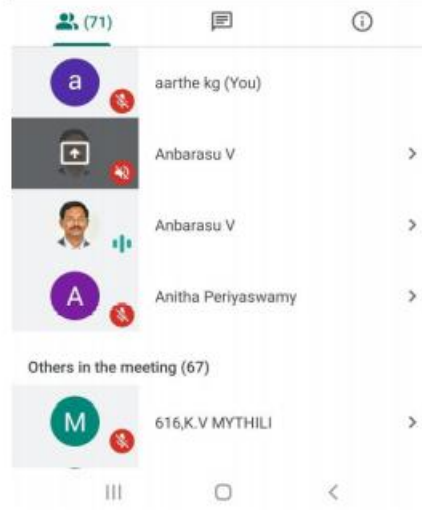 (71)
a
aarthe kg (You)
Anbarasu V
Anbarasu V
A
Anitha Periyaswamy
Others in the meeting (67)
M
616,K.V MYTHILI